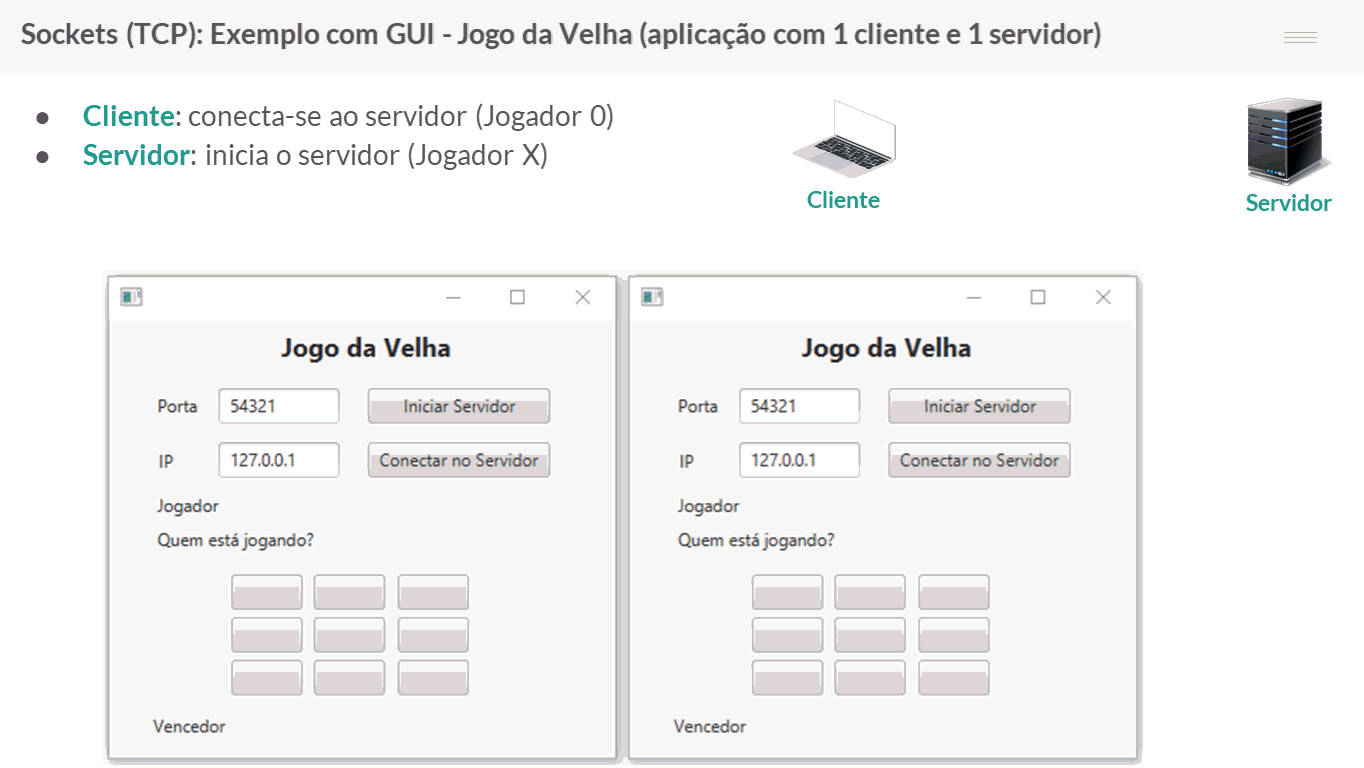 Sockets (TCP): Exemplo com GUI - Jogo da Velha (aplicação com 1 cliente e 1 servidor)
● Cliente: conecta-se ao servidor (Jogador 0)
● Servidor: inicia o servidor (Jogador X)
Cliente
Servidor
Jogo da Velha
Porta 54321 Iniciar Servidor
IP 127.0.0.1 Conectar no Servidor
Jogador
Quem está jogando?
Vencedor
Jogo da Velha
Porta 54321 Iniciar Servidor
IP 127.0.0.1 Conectar no Servidor
Jogador
Quem está jogando?
Vencedor